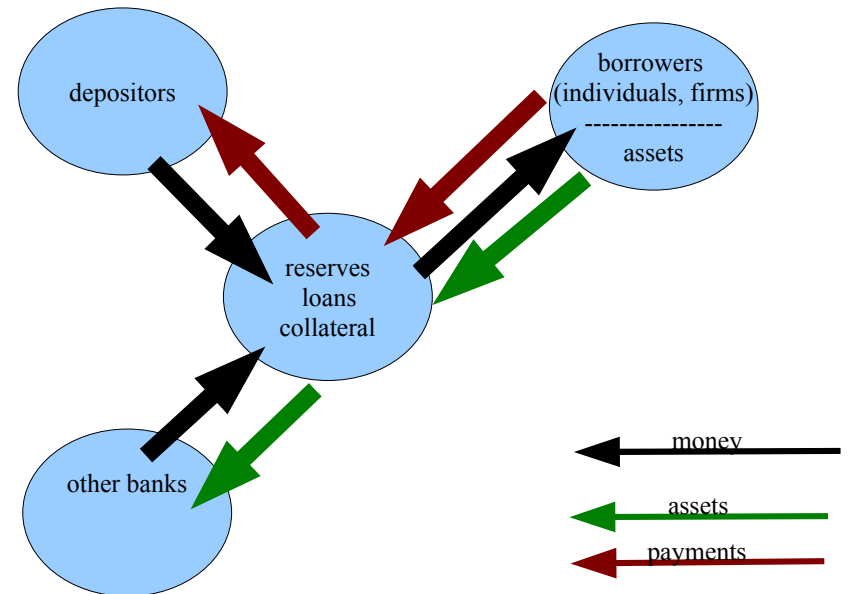 depositors
borrowers
(individuals, firms)
----------------
assets
reserves
loans
collateral
other banks
money
assets
payments